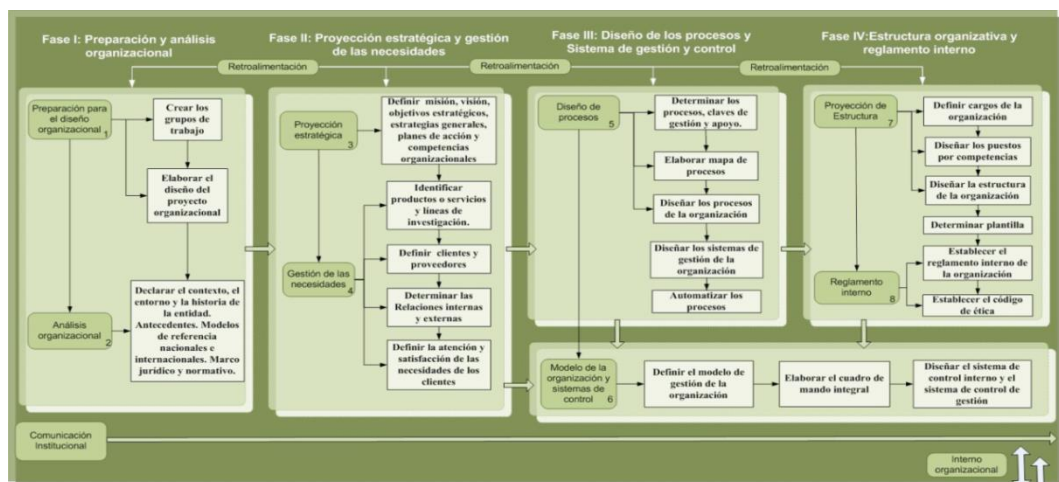 Fase I: Preparación y análisis
organizacional
Fase II: Proyección estratégica y gestión
de las necesidades
Fase III: Diseño de los procesos y
Sistema de gestión y control
Fase IV:Estructura organizativa y
reglamento interno
Retroalimentación
Retroalimentación
Retroalimentación
Preparación para
el diseño
organizacional
1
Crear los
grupos de
trabajo
Elaborar el
diseño del
proyecto
organizacional
Análisis
organizacional
2
Declarar el contexto, el
entorno y la historia de
la entidad.
Antecedentes. Modelos
de referencia
nacionales e
internacionales. Marco
jurídico y normativo.
Proyección
estratégica
3
Definir misión, visión,
objetivos estratégicos,
estrategias generales,
planes de acción y
competencias
organizacionales
Identificar
productos o servicios
y líneas de
investigación.
Gestión de las
necesidades
4
Definir clientes y
proveedores
Determinar las
Relaciones internas
y externas
Definir la atención y
satisfacción de las
necesidades de los
clientes
Diseño de
procesos
5
Determinar los
procesos, claves de
gestión y apoyo.
Elaborar mapa de
procesos
Diseñar los procesos
de la organización
Diseñar los sistemas de
gestión de la
organización
Automatizar los
procesos
Modelo de la
organización y
sistemas de
control
6
Definir el modelo de
gestión de la
organización
Elaborar el cuadro de
mando integral
Diseñar el sistema de
control interno y el
sistema de control de
gestión
Proyección de
Estructura
7
Definir cargos de la
organización
Diseñar los puestos
por competencias
Diseñar la estructura
de la organización
Determinar plantilla
Reglamento
interno
8
Establecer el
reglamento interno de
la organización
Establecer el código
de ética
Comunicación
Institucional
Interno
organizacional